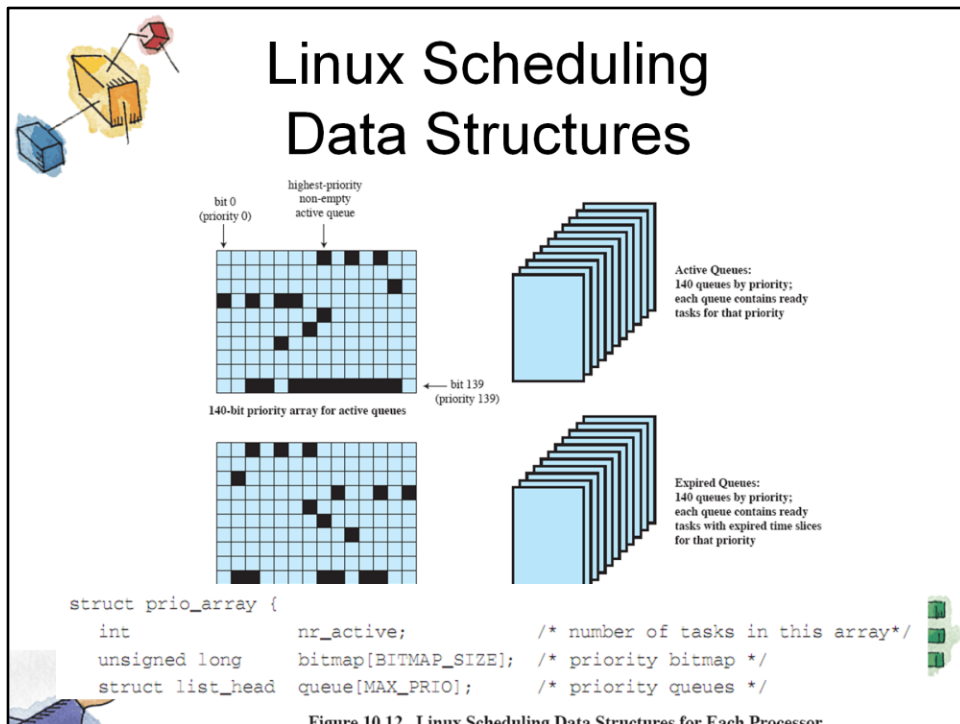 Linux Scheduling
Data Structures
bit 0
(priority 0)
highest-priority
non-empty
active queue
Active Queues:
140 queues by priority;
each queue contains ready
tasks for that priority
bit 139
(priority 139)
140-bit priority array for active queues
Expired Queues:
140 queues by priority;
each queue contains ready
tasks with expired time slices
for that priority
struct prio_array {
int nr_active; /* number of tasks in this array*/
unsigned long bitmap[BITMAP_SIZE]; /* priority bitmap */
struct list_head queue[MAX_PRIO]; /* priority queues */
Figure 10.12 Linux Scheduling Data Structures for Each Processor